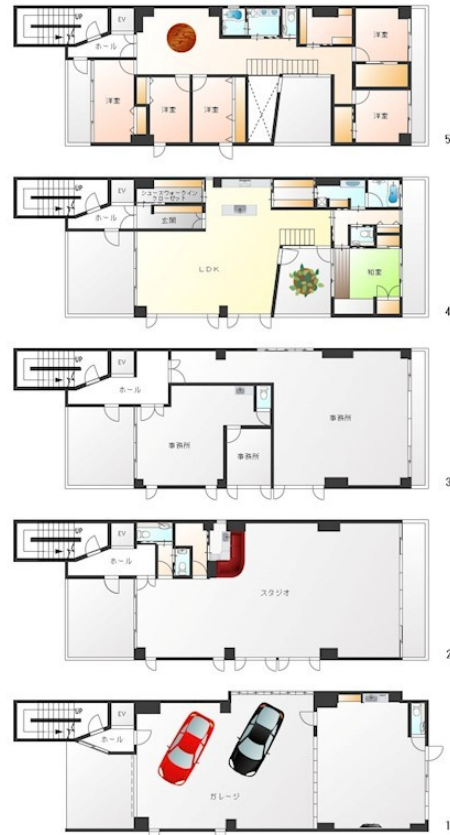 UP
EV
ホール
洋室
洋室
洋室
洋室
洋室
5
UP
EV
シューズウォークイン
クローゼット
ホール
玄関
LDK
和室
4
UP
EV
ホール
事務所
事務所
事務所
3
UP
EV
ホール
スタジオ
2
UP
EV
ホール
ガレージ
1